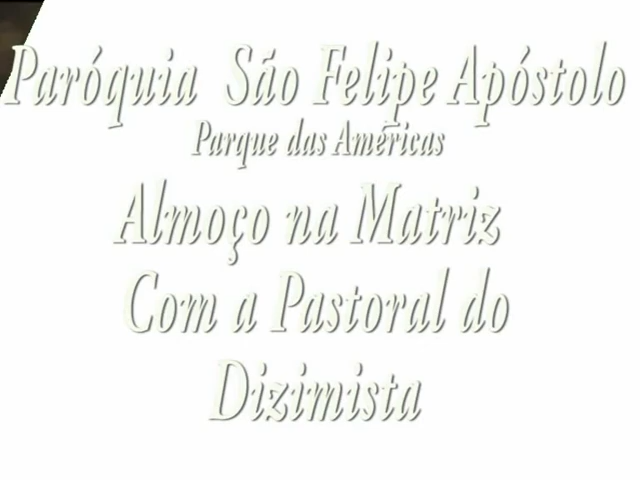 Paróquia São Felipe Apóstolo
Parque das Américas
Almoço na Matriz
Com a Pastoral do
Dizimista